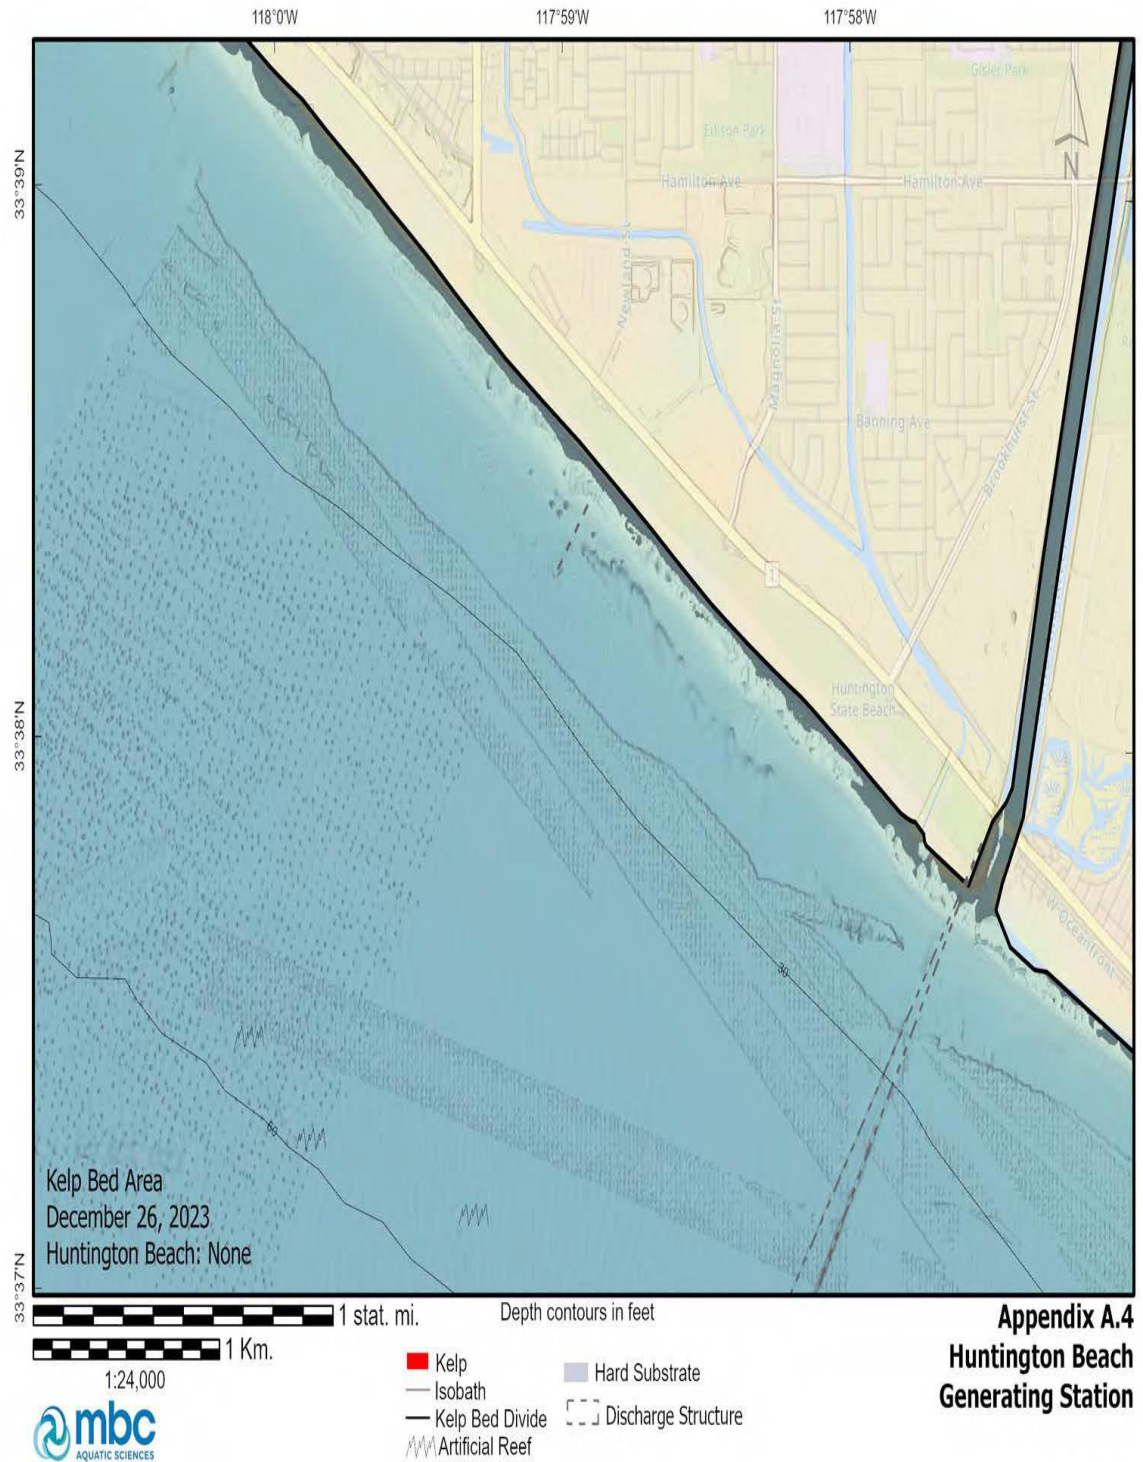 118°0'W
117°59'W
117°58'W
33°39'N
33°38'N
33°37'N
Gisler Park
Edison Park
Hamilton Ave
Hamilton Ave
N
Newland St
Magnolia St
Banning Ave
Brookhurst St
1
Huntington
State Beach
W Oceanfront
30
60
Kelp Bed Area
December 26, 2023
Huntington Beach: None
1 stat. mi.
1 Km.
1:24,000
Depth contours in feet
Kelp
Isobath
Kelp Bed Divide
Artificial Reef
Hard Substrate
Discharge Structure
Appendix A.4
Huntington Beach
Generating Station
mbc
AQUATIC SCIENCES